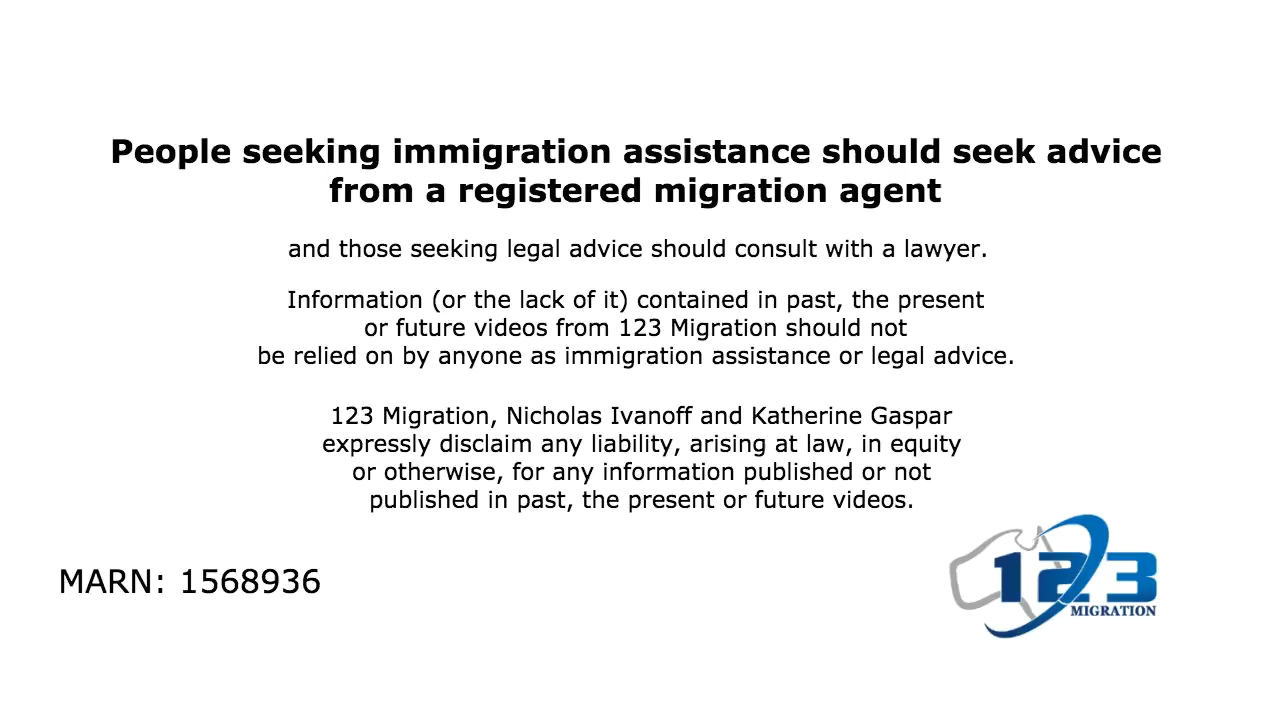 People seeking immigration assistance should seek advice
from a registered migration agent
and those seeking legal advice should consult with a lawyer.
Information (or the lack of it) contained in past, the present
or future videos from 123 Migration should not
be relied on by anyone as immigration assistance or legal advice.
123 Migration, Nicholas Ivanoff and Katherine Gaspar
expressly disclaim any liability, arising at law, in equity
or otherwise, for any information published or not
published in past, the present or future videos.
MARN: 1568936
123
MIGRATION